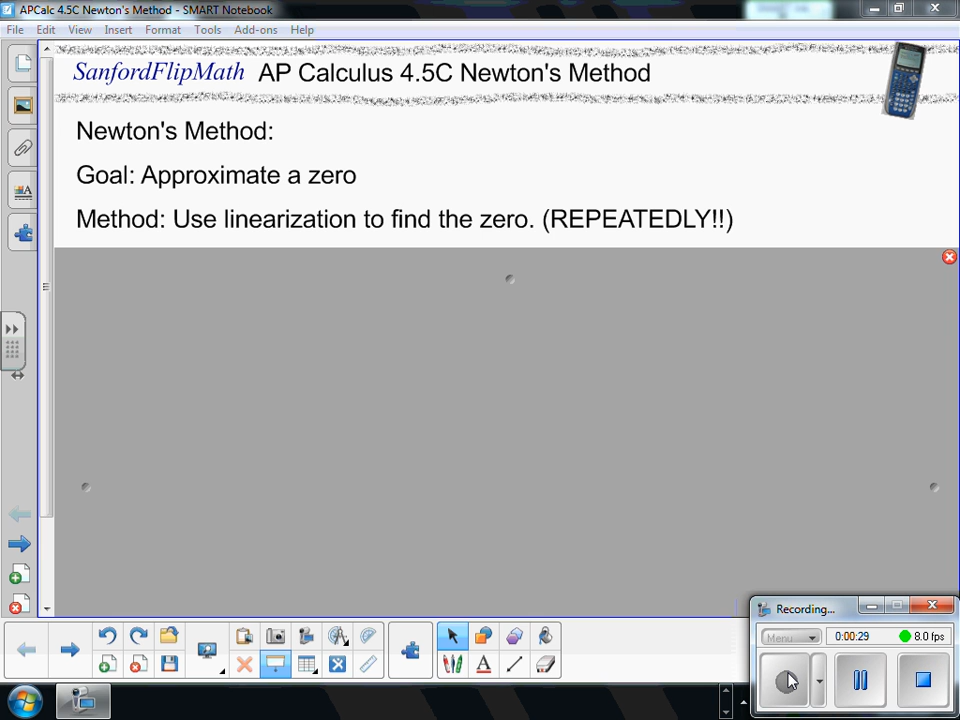 APCalc 4.5C Newton's Method - SMART Notebook
File Edit View Insert Format Tools Add-ons Help
SanfordFlipMath AP Calculus 4.5C Newton's Method
Newton's Method:
Goal: Approximate a zero
Method: Use linearization to find the zero. (REPEATEDLY!!)
Recording...
Menu 0:00:29 8.0 fps